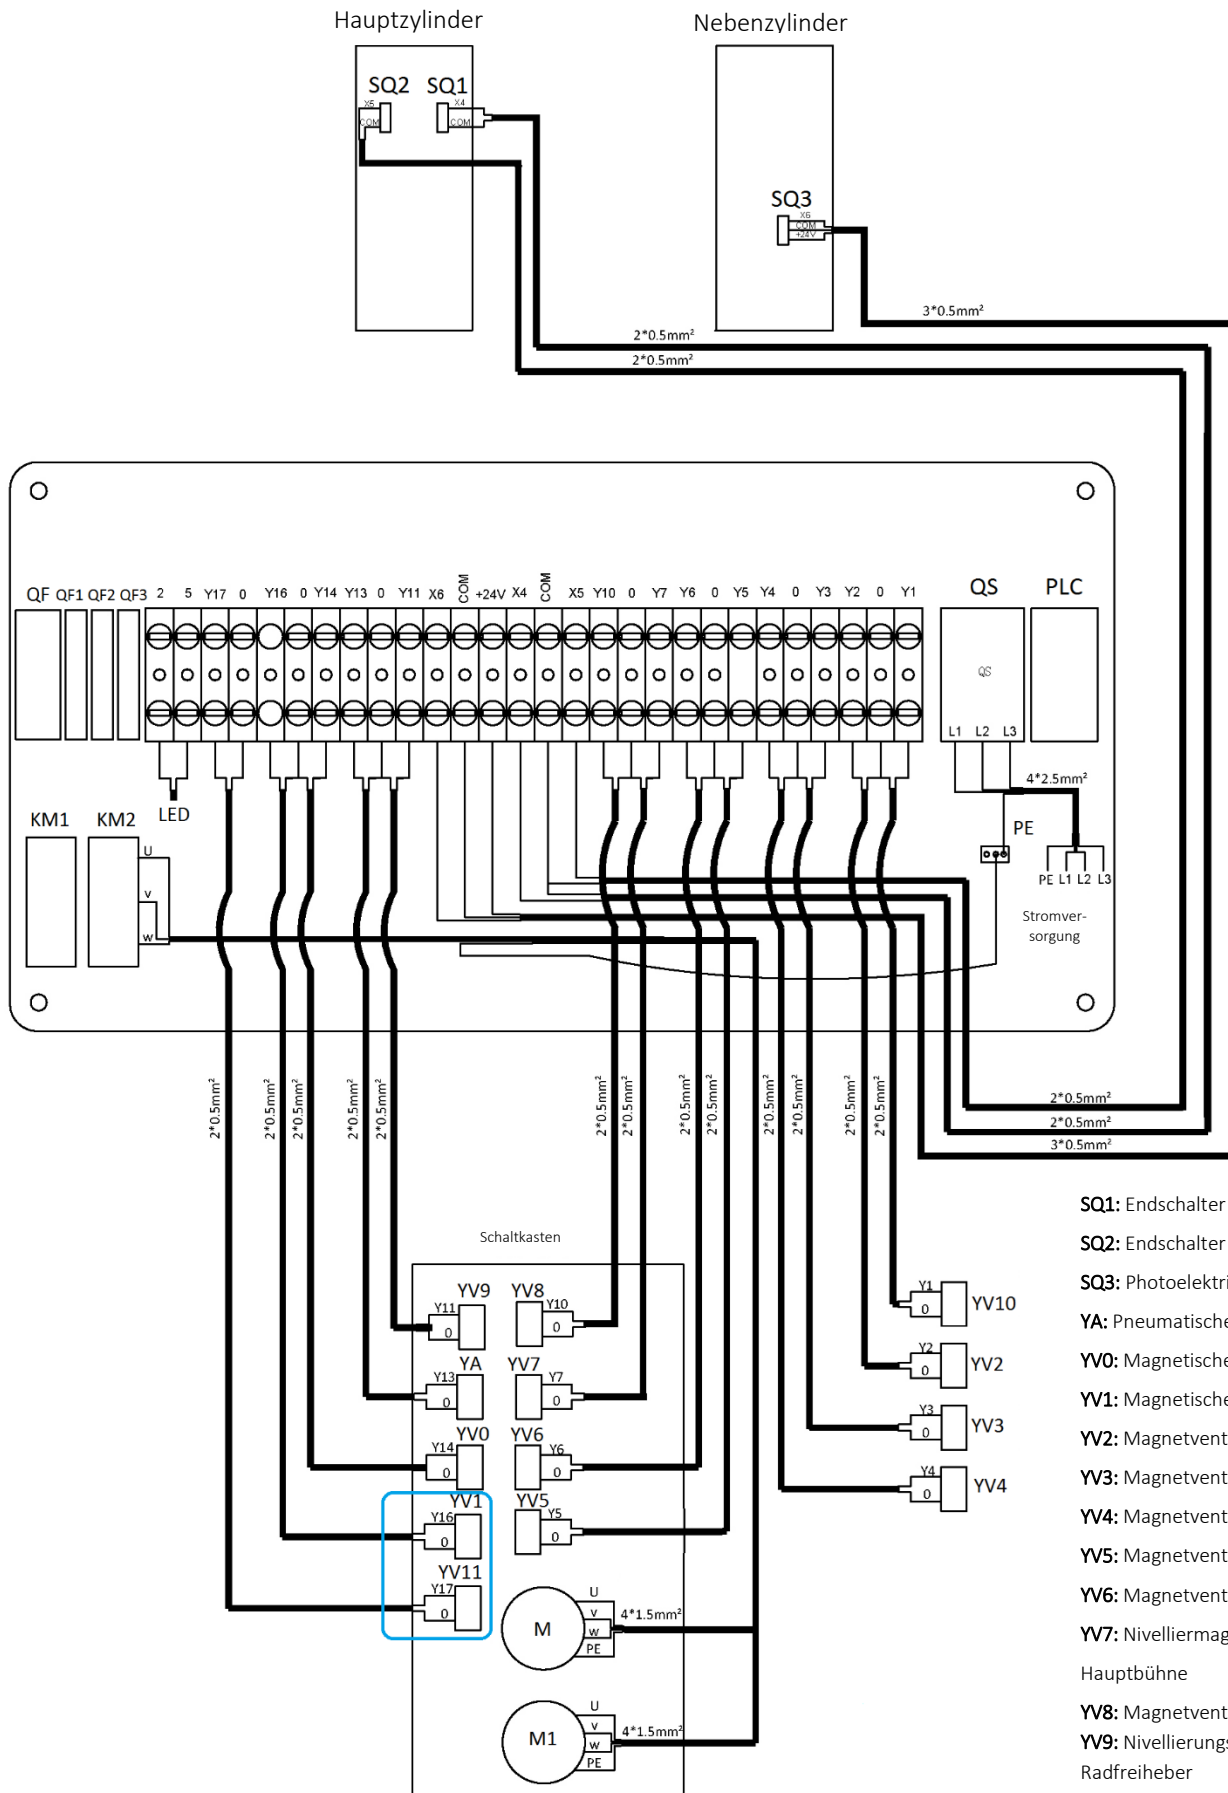 Hauptzylinder
Nebenzylinder
SQ2 SQ1
X5 X4
COM COM
SQ3
X6
COM
+24V
3*0.5mm²
2*0.5mm²
2*0.5mm²
QF QF1 QF2 QF3 2 5 Y17 0 Y16 0 Y14 Y13 0 Y11 X6 COM +24V X4 COM X5 Y10 0 Y7 Y6 0 Y5 Y4 0 Y3 Y2 0 Y1 QS PLC
QS
L1 L2 L3
4*2.5mm²
LED
KM1 KM2
U
V
W
PE
PE L1 L2 L3
Stromver-
sorgung
2*0.5mm² 2*0.5mm² 2*0.5mm² 2*0.5mm² 2*0.5mm² 2*0.5mm² 2*0.5mm² 2*0.5mm² 2*0.5mm² 2*0.5mm² 2*0.5mm² 2*0.5mm² 2*0.5mm²
2*0.5mm²
2*0.5mm²
3*0.5mm²
Schaltkasten
YV9 YV8
Y11 Y10
0 0
YA YV7
Y13 Y7
0 0
YV0 YV6
Y14 Y6
0 0
YV1 YV5
Y16 Y5
0 0
YV11
Y17
0
Y1
0 YV10
Y2
0 YV2
Y3
0 YV3
Y4
0 YV4
M
U
V
W
PE
4*1.5mm²
M1
U
V
W
PE
4*1.5mm²
SQ1: Endschalter
SQ2: Endschalter
SQ3: Photoelektri
YA: Pneumatische
YV0: Magnetische
YV1: Magnetische
YV2: Magnetvent
YV3: Magnetvent
YV4: Magnetvent
YV5: Magnetvent
YV6: Magnetvent
YV7: Nivelliermag
Hauptbühne
YV8: Magnetvent
YV9: Nivellierungs
Radfreiheber